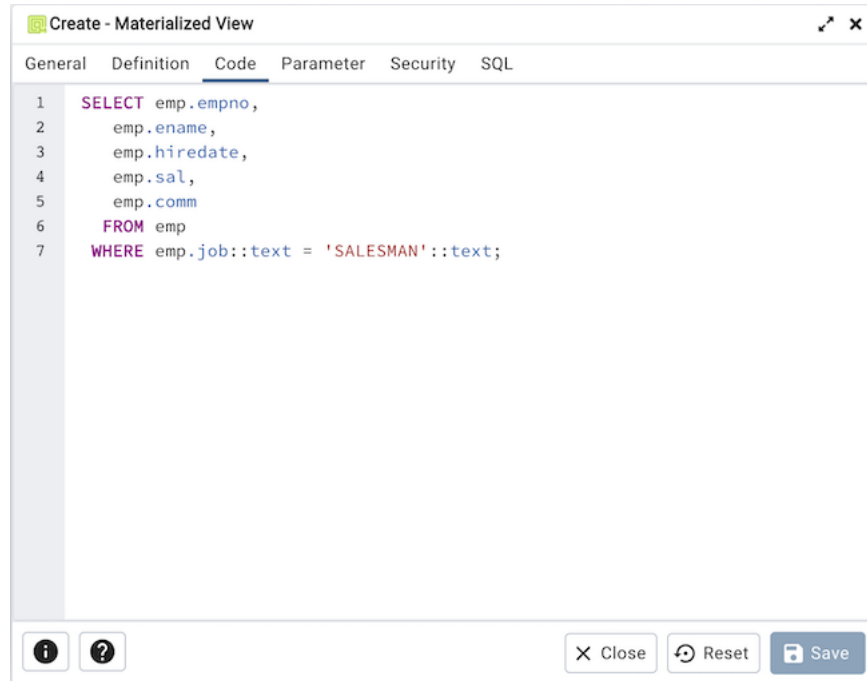 Create - Materialized View
General Definition Code Parameter Security SQL
1 SELECT emp.empno,
2 emp.ename,
3 emp.hiredate,
4 emp.sal,
5 emp.comm
6 FROM emp
7 WHERE emp.job::text = 'SALESMAN'::text;
Close Reset Save